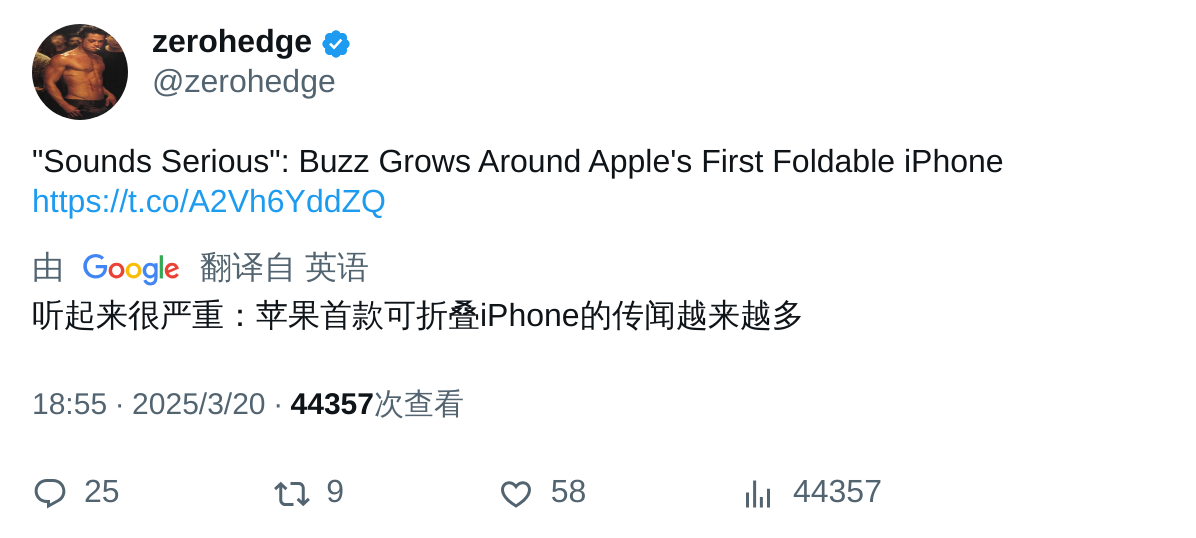 zerohedge
@zerohedge
"Sounds Serious": Buzz Grows Around Apple's First Foldable iPhone
https://t.co/A2Vh6YddZQ
由 Google 翻译自 英语
听起来很严重：苹果首款可折叠iPhone的传闻越来越多
18:55 · 2025/3/20 · 44357次查看
25 9 58 44357